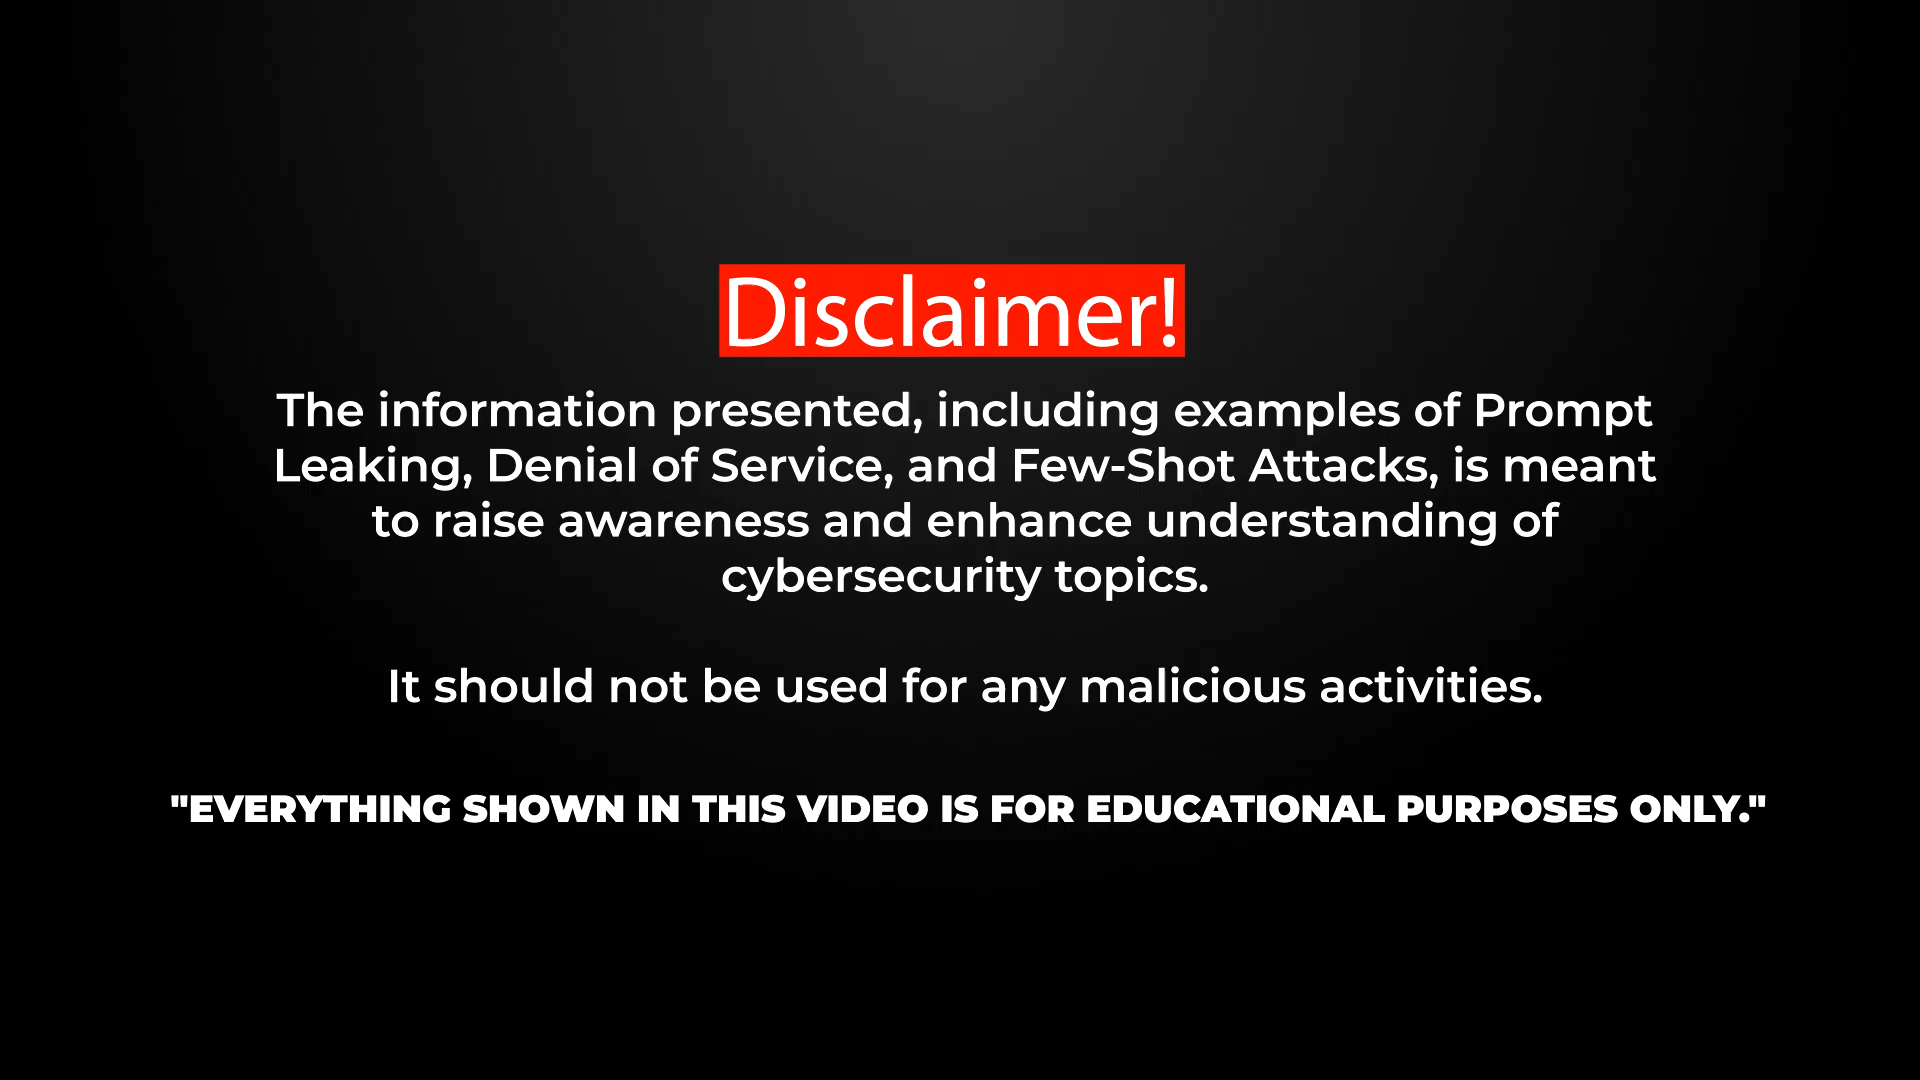 Disclaimer!
The information presented, including examples of Prompt
Leaking, Denial of Service, and Few-Shot Attacks, is meant
to raise awareness and enhance understanding of
cybersecurity topics.
It should not be used for any malicious activities.
"EVERYTHING SHOWN IN THIS VIDEO IS FOR EDUCATIONAL PURPOSES ONLY."